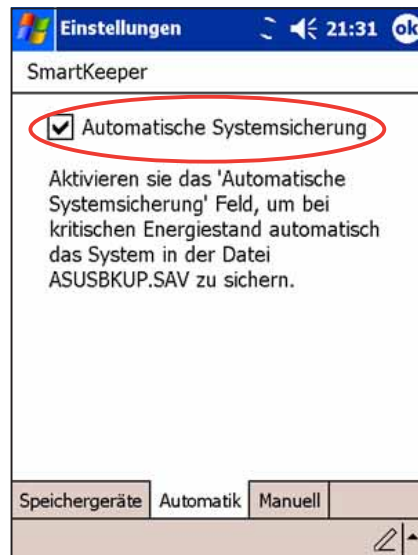 Einstellungen 21:31 ok
SmartKeeper
Automatische Systemsicherung
Aktivieren sie das 'Automatische
Systemsicherung' Feld, um bei
kritischen Energiestand automatisch
das System in der Datei
ASUSBKUP.SAV zu sichern.
Speichergeräte Automatik Manuell